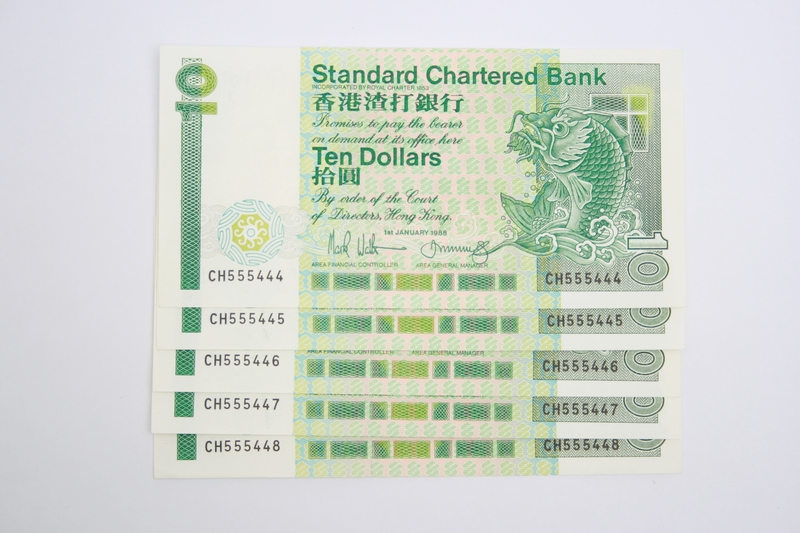 10
Standard Chartered Bank
INCORPORATED BY ROYAL CHARTER 1853
香港渣打銀行
Promises to pay the bearer
on demand at its office here
Ten Dollars
拾圓
By order of the Court
of Directors, Hong Kong.
1st JANUARY 1988
AREA FINANCIAL CONTROLLER AREA GENERAL MANAGER
10
CH555444 CH555444
CH555445 CH555445
AREA FINANCIAL CONTROLLER AREA GENERAL MANAGER
CH555446 CH555446
CH555447 CH555447
CH555448 CH555448